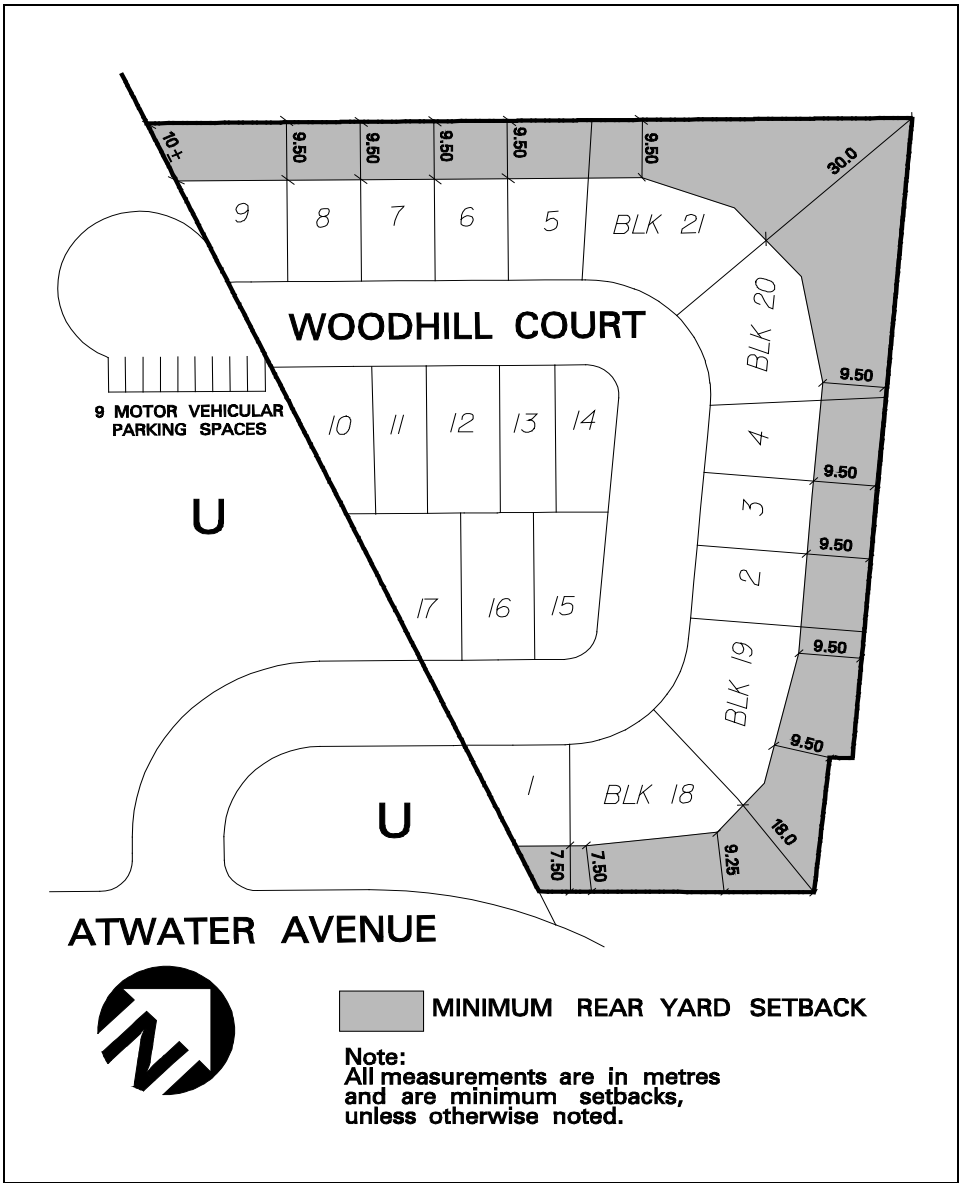 10 ±
9.50
9.50
9.50
9.50
9.50
30.0
9
8
7
6
5
BLK 21
BLK 20
WOODHILL COURT
9.50
9 MOTOR VEHICULAR
PARKING SPACES
10
11
12
13
14
4
9.50
U
3
9.50
2
17
16
15
9.50
BLK 19
9.50
1
BLK 18
U
18.0
7.50
7.50
9.25
ATWATER AVENUE
N
MINIMUM REAR YARD SETBACK
Note:
All measurements are in metres
and are minimum setbacks,
unless otherwise noted.